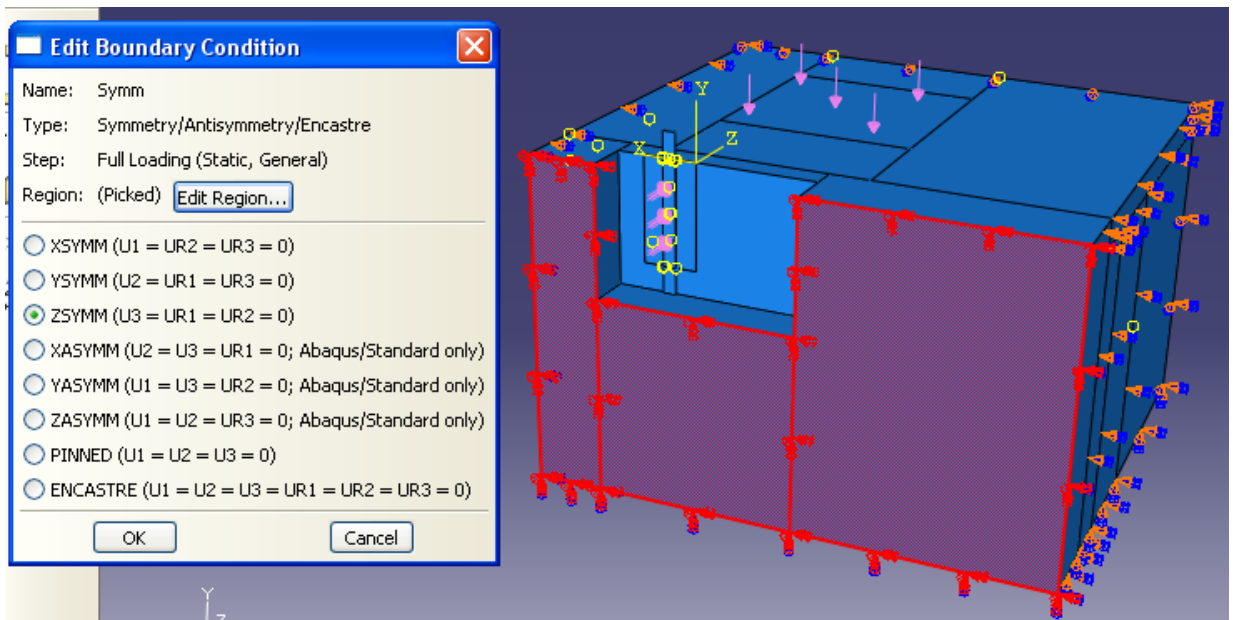 Edit Boundary Condition
Name: Symm
Type: Symmetry/Antisymmetry/Encastre
Step: Full Loading (Static, General)
Region: (Picked) Edit Region...
XSYMM (U1 = UR2 = UR3 = 0)
YSYMM (U2 = UR1 = UR3 = 0)
ZSYMM (U3 = UR1 = UR2 = 0)
XASYMM (U2 = U3 = UR1 = 0; Abaqus/Standard only)
YASYMM (U1 = U3 = UR2 = 0; Abaqus/Standard only)
ZASYMM (U1 = U2 = UR3 = 0; Abaqus/Standard only)
PINNED (U1 = U2 = U3 = 0)
ENCASTRE (U1 = U2 = U3 = UR1 = UR2 = UR3 = 0)
OK Cancel
Y
X Z
Y
Z